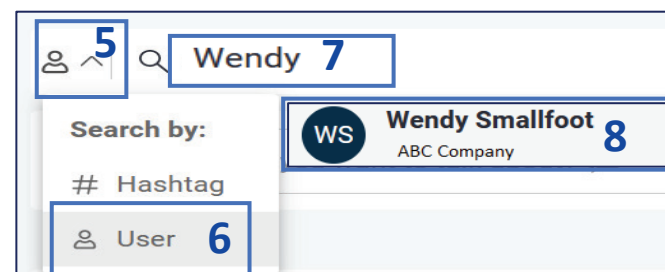 5
Wendy 7
Search by:
WS Wendy Smallfoot
ABC Company 8
# Hashtag
User 6